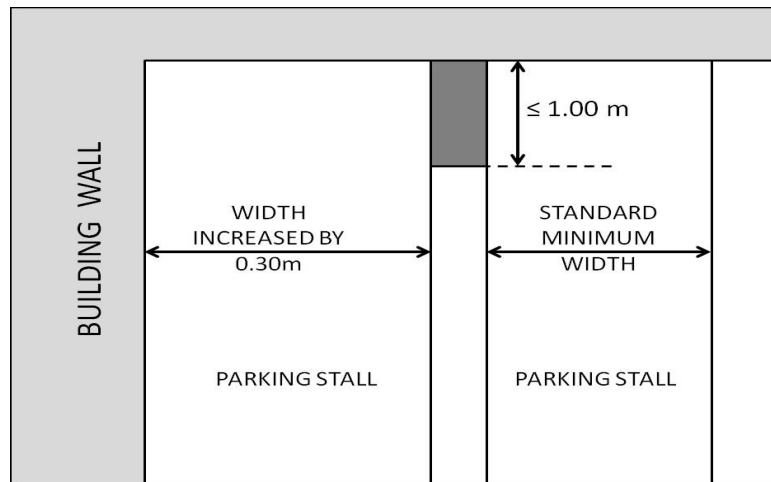 BUILDING WALL
≤ 1.00 m
WIDTH
INCREASED BY
0.30m
STANDARD
MINIMUM
WIDTH
PARKING STALL
PARKING STALL